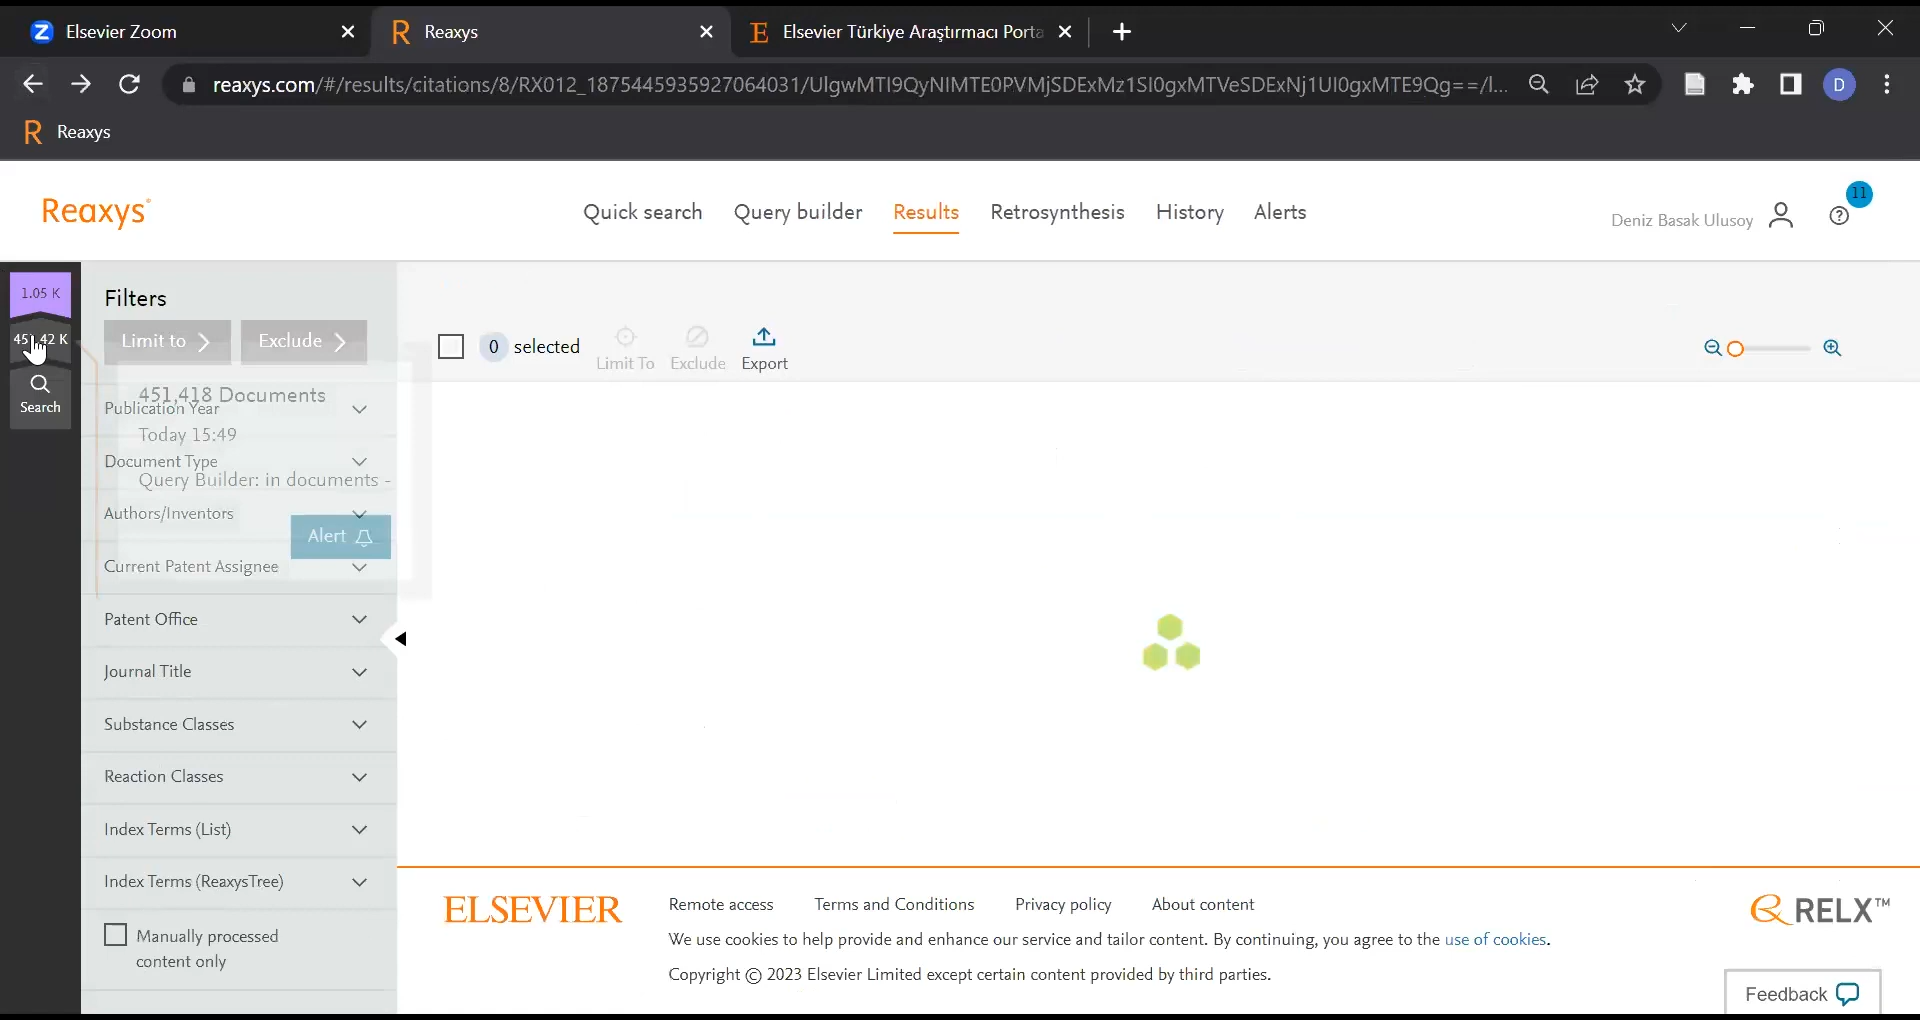 Elsevier Zoom
Reaxys
Elsevier Türkiye Araştırmacı Porta
reaxys.com/#/results/citations/8/RX012_1875445935927064031/UlgwMTI9QyNIMTE0PVMjSDExMz1SI0gxMTVeSDExNj1UI0gxMTE9Qg==/l...
D
Reaxys
Reaxys
Quick search
Query builder
Results
Retrosynthesis
History
Alerts
Deniz Basak Ulusoy
11
1.05 K
451.42 K
Search
Filters
Limit to
Exclude
0 selected
Limit To
Exclude
Export
451,418 Documents
Publication Year
Today 15:49
Document Type
Query Builder: in documents -
Authors/Inventors
Alert
Current Patent Assignee
Patent Office
Journal Title
Substance Classes
Reaction Classes
Index Terms (List)
Index Terms (ReaxysTree)
Manually processed
content only
ELSEVIER
Remote access
Terms and Conditions
Privacy policy
About content
We use cookies to help provide and enhance our service and tailor content. By continuing, you agree to the use of cookies.
Copyright © 2023 Elsevier Limited except certain content provided by third parties.
RELX™
Feedback